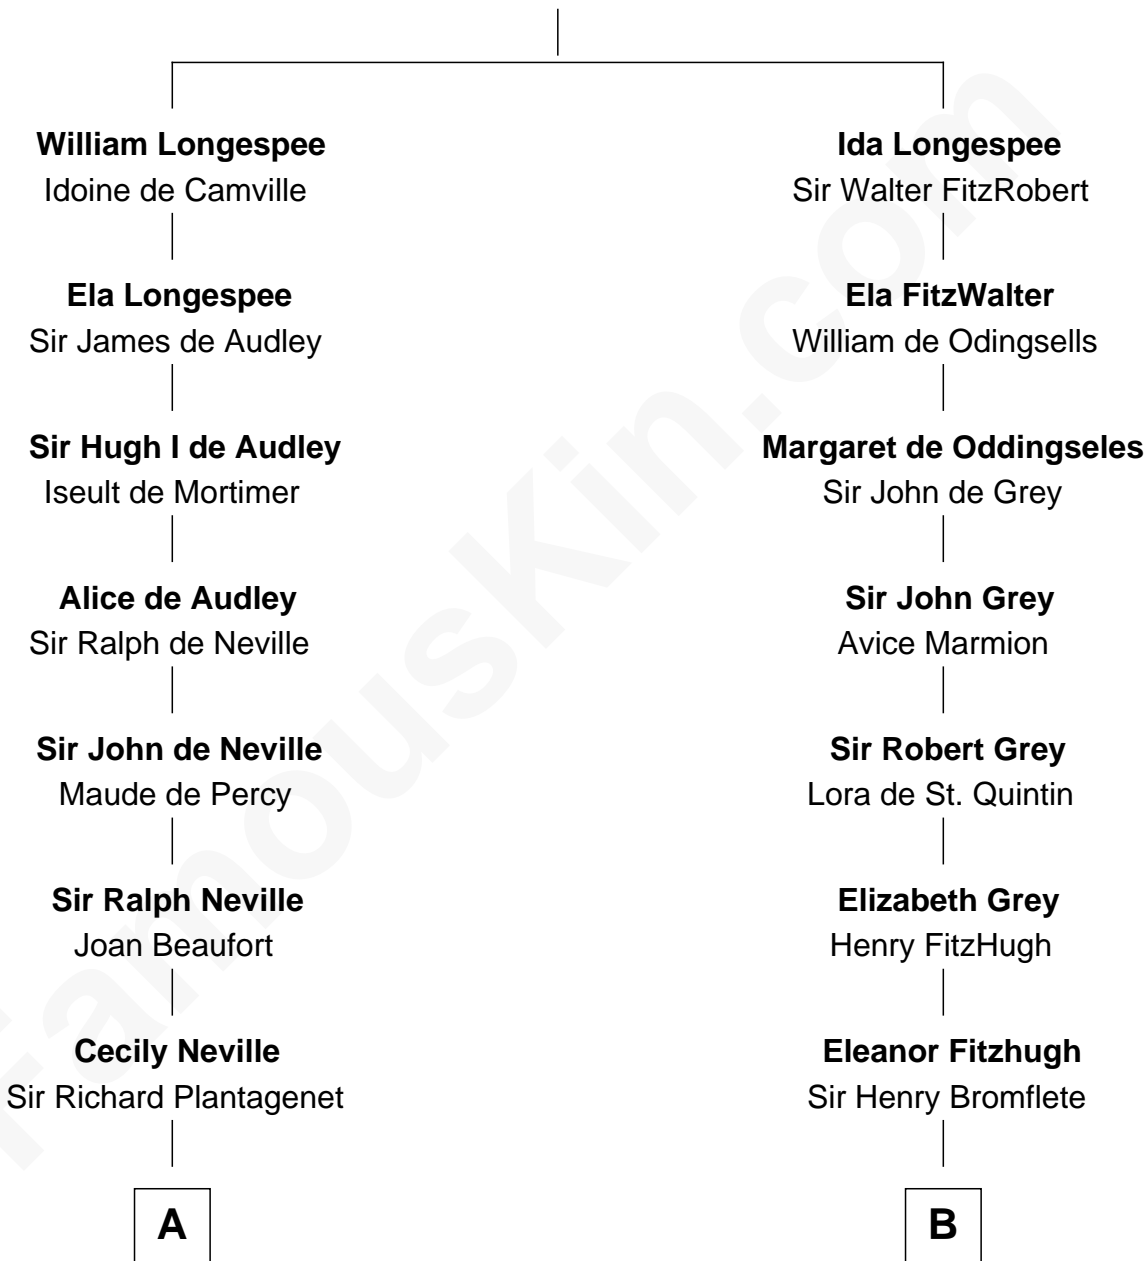 William Longespee
Idoine de Camville
Ela Longespee
Sir James de Audley
Sir Hugh I de Audley
Iseult de Mortimer
Alice de Audley
Sir Ralph de Neville
Sir John de Neville
Maude de Percy
Sir Ralph Neville
Joan Beaufort
Cecily Neville
Sir Richard Plantagenet
A
Ida Longespee
Sir Walter FitzRobert
Ela FitzWalter
William de Odingsells
Margaret de Oddingseles
Sir John de Grey
Sir John Grey
Avice Marmion
Sir Robert Grey
Lora de St. Quintin
Elizabeth Grey
Henry FitzHugh
Eleanor Fitzhugh
Sir Henry Bromflete
B
FamousKin.com